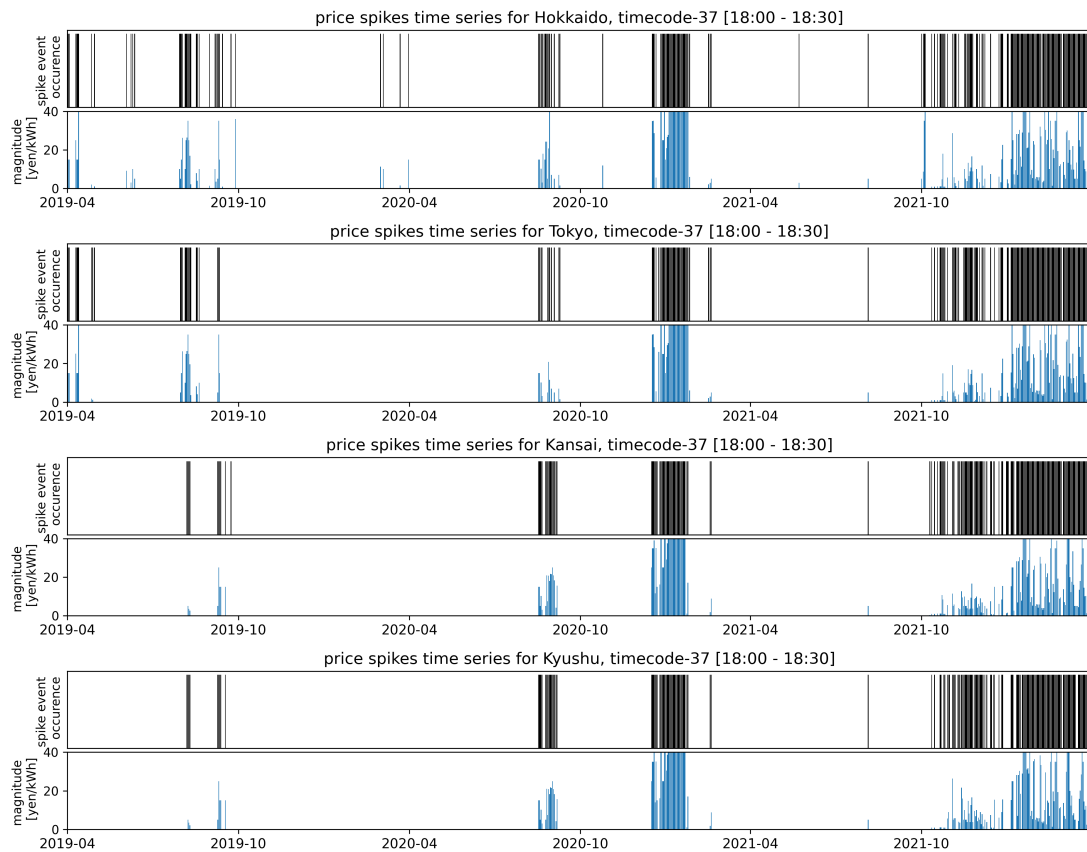 price spikes time series for Hokkaido, timecode-37 [18:00 - 18:30]
spike event
occurence
magnitude
[yen/kWh]
40
20
0
2019-04 2019-10 2020-04 2020-10 2021-04 2021-10
price spikes time series for Tokyo, timecode-37 [18:00 - 18:30]
spike event
occurence
magnitude
[yen/kWh]
40
20
0
2019-04 2019-10 2020-04 2020-10 2021-04 2021-10
price spikes time series for Kansai, timecode-37 [18:00 - 18:30]
spike event
occurence
magnitude
[yen/kWh]
40
20
0
2019-04 2019-10 2020-04 2020-10 2021-04 2021-10
price spikes time series for Kyushu, timecode-37 [18:00 - 18:30]
spike event
occurence
magnitude
[yen/kWh]
40
20
0
2019-04 2019-10 2020-04 2020-10 2021-04 2021-10